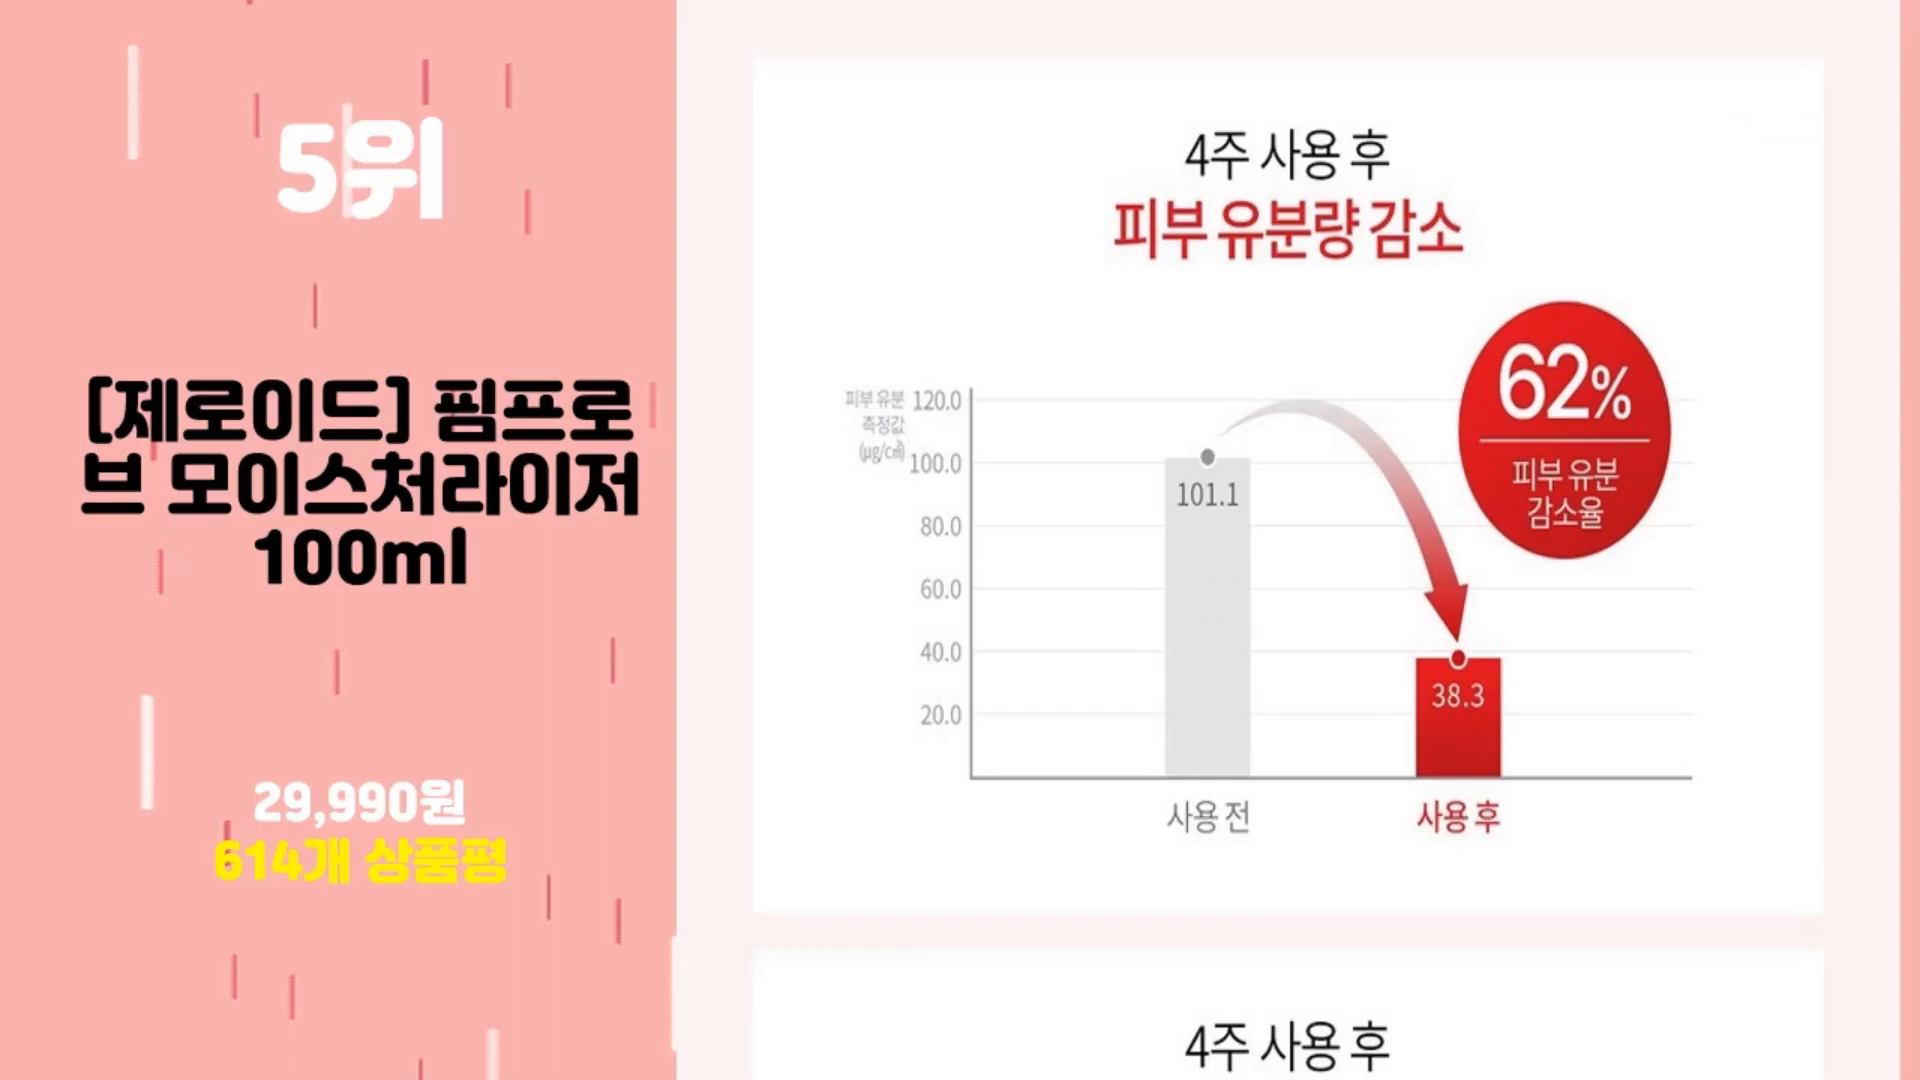 5위
[제로이드] 핌프로
브 모이스처라이저
100ml
29,990원
614개 상품평
4주 사용 후
피부 유분량 감소
62%
피부 유분
감소율
피부 유분
측정값
(μg/㎠)
120.0
100.0
80.0
60.0
40.0
20.0
101.1
38.3
사용 전
사용 후
4주 사용 후